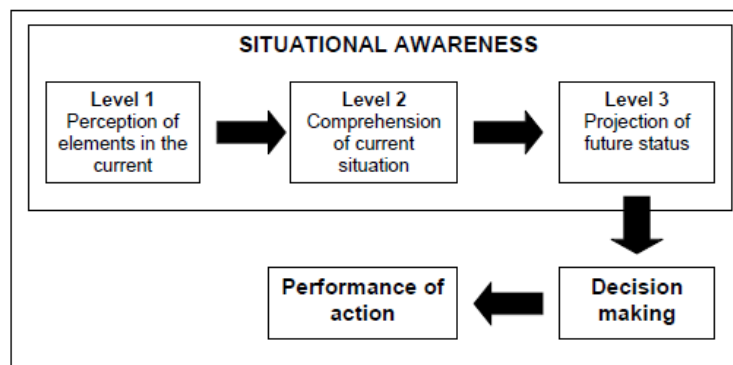 SITUATIONAL AWARENESS
Level 1
Perception of
elements in the
current
Level 2
Comprehension
of current
situation
Level 3
Projection of
future status
Performance of
action
Decision
making